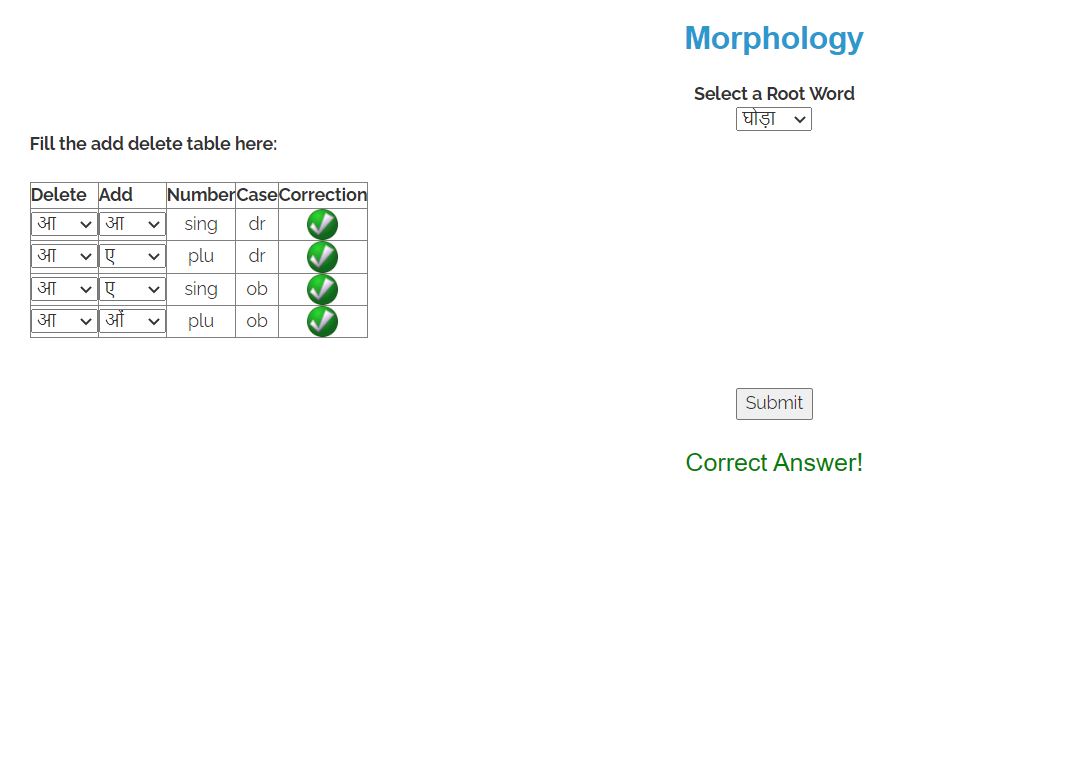 Morphology
Select a Root Word
घोड़ा
Fill the add delete table here:
Delete Add Number Case Correction
आ आ sing dr
आ ए plu dr
आ ए sing ob
आ ओं plu ob
Submit
Correct Answer!